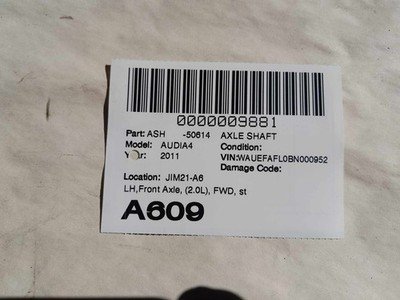 0000009881
Part: ASH -50614 AXLE SHAFT
Model: AUDIA4 Condition:
Year: 2011 VIN:WAUEFAFL0BN000952
Damage Code:
Location: JIM21-A6
LH,Front Axle, (2.0L), FWD, st
A609